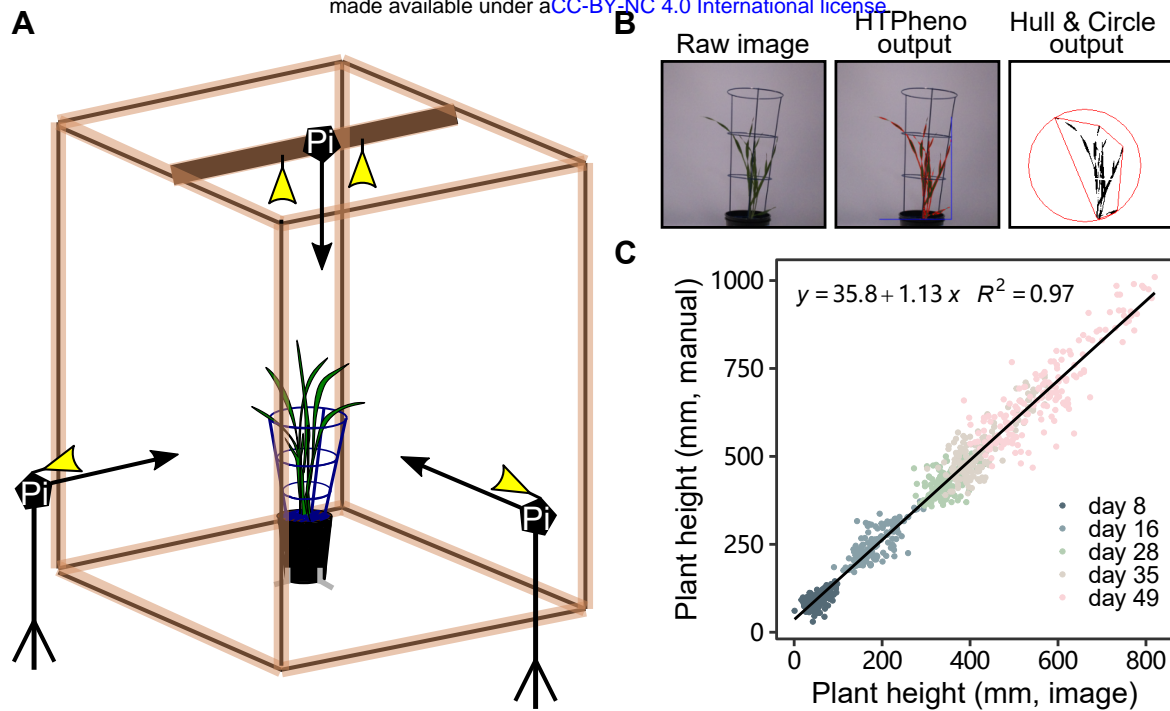 made available under aCC-BY-NC 4.0 International license.
A
Pi
Pi
Pi
B
Raw image
HTPheno
output
Hull & Circle
output
C
y = 35.8 + 1.13 x R² = 0.97
1000
750
500
250
0
Plant height (mm, manual)
day 8
day 16
day 28
day 35
day 49
0 200 400 600 800
Plant height (mm, image)